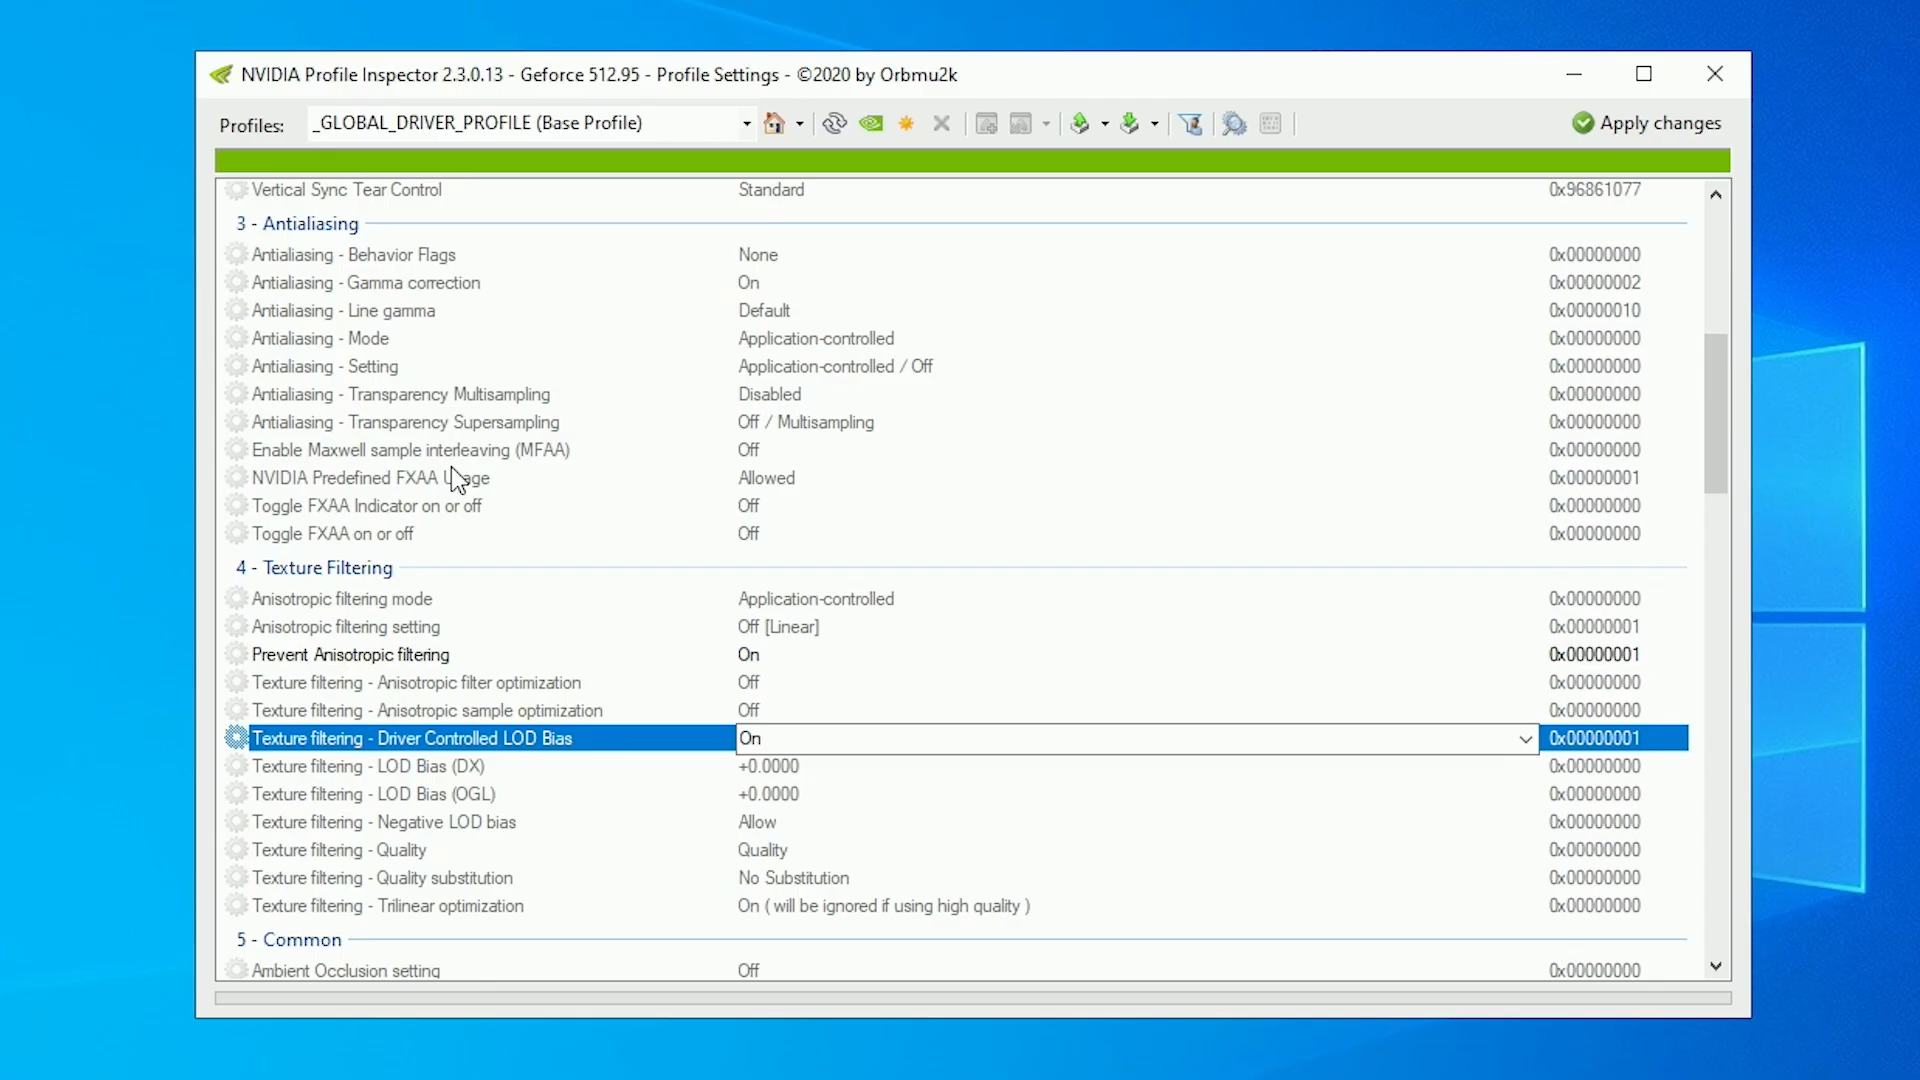 NVIDIA Profile Inspector 2.3.0.13 - Geforce 512.95 - Profile Settings - ©2020 by Orbmu2k
Profiles: _GLOBAL_DRIVER_PROFILE (Base Profile) Apply changes
Vertical Sync Tear Control Standard 0x96861077
3 - Antialiasing
Antialiasing - Behavior Flags None 0x00000000
Antialiasing - Gamma correction On 0x00000002
Antialiasing - Line gamma Default 0x00000010
Antialiasing - Mode Application-controlled 0x00000000
Antialiasing - Setting Application-controlled / Off 0x00000000
Antialiasing - Transparency Multisampling Disabled 0x00000000
Antialiasing - Transparency Supersampling Off / Multisampling 0x00000000
Enable Maxwell sample interleaving (MFAA) Off 0x00000000
NVIDIA Predefined FXAA Usage Allowed 0x00000001
Toggle FXAA Indicator on or off Off 0x00000000
Toggle FXAA on or off Off 0x00000000
4 - Texture Filtering
Anisotropic filtering mode Application-controlled 0x00000000
Anisotropic filtering setting Off [Linear] 0x00000001
Prevent Anisotropic filtering On 0x00000001
Texture filtering - Anisotropic filter optimization Off 0x00000000
Texture filtering - Anisotropic sample optimization Off 0x00000000
Texture filtering - Driver Controlled LOD Bias On 0x00000001
Texture filtering - LOD Bias (DX) +0.0000 0x00000000
Texture filtering - LOD Bias (OGL) +0.0000 0x00000000
Texture filtering - Negative LOD bias Allow 0x00000000
Texture filtering - Quality Quality 0x00000000
Texture filtering - Quality substitution No Substitution 0x00000000
Texture filtering - Trilinear optimization On ( will be ignored if using high quality ) 0x00000000
5 - Common
Ambient Occlusion setting Off 0x00000000